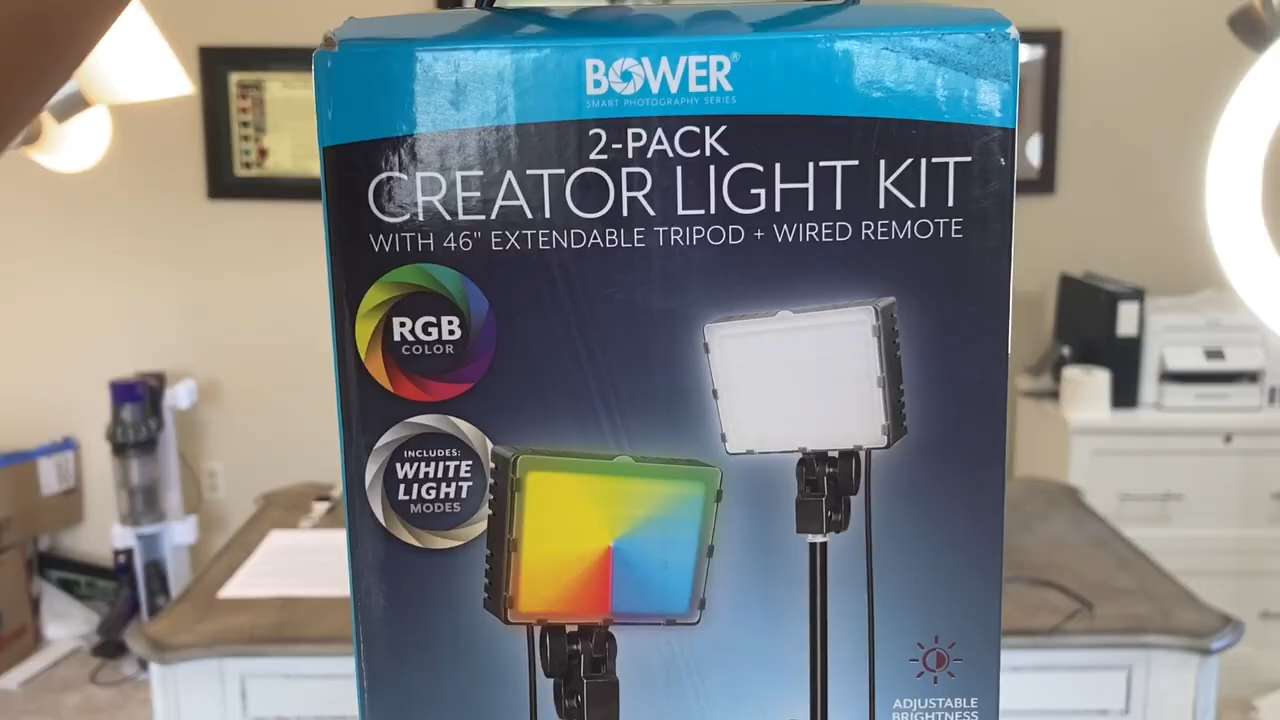 BOWER®
SMART PHOTOGRAPHY SERIES
2-PACK
CREATOR LIGHT KIT
WITH 46" EXTENDABLE TRIPOD + WIRED REMOTE
RGB
COLOR
INCLUDES:
WHITE
LIGHT
MODES
ADJUSTABLE
BRIGHTNESS